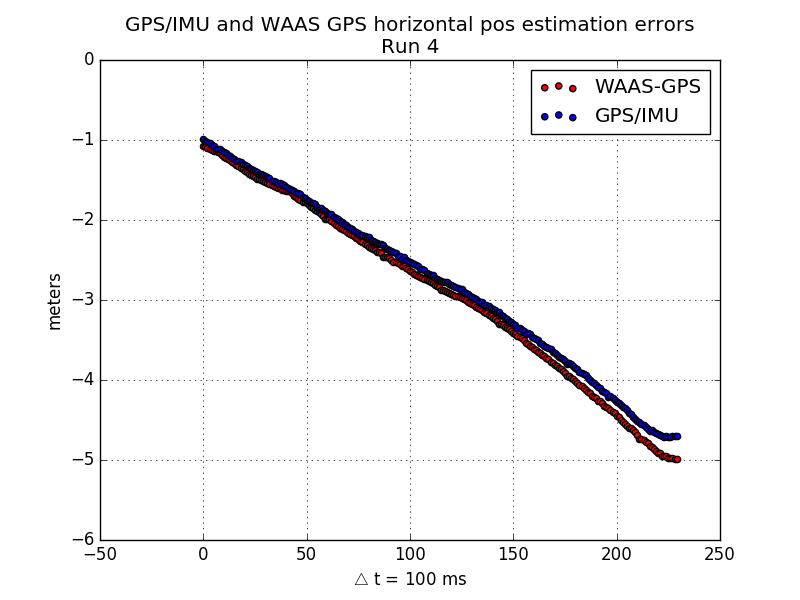 GPS/IMU and WAAS GPS horizontal pos estimation errors
Run 4
WAAS-GPS
GPS/IMU
0
−1
−2
−3
−4
−5
−6
meters
−50 0 50 100 150 200 250
△ t = 100 ms